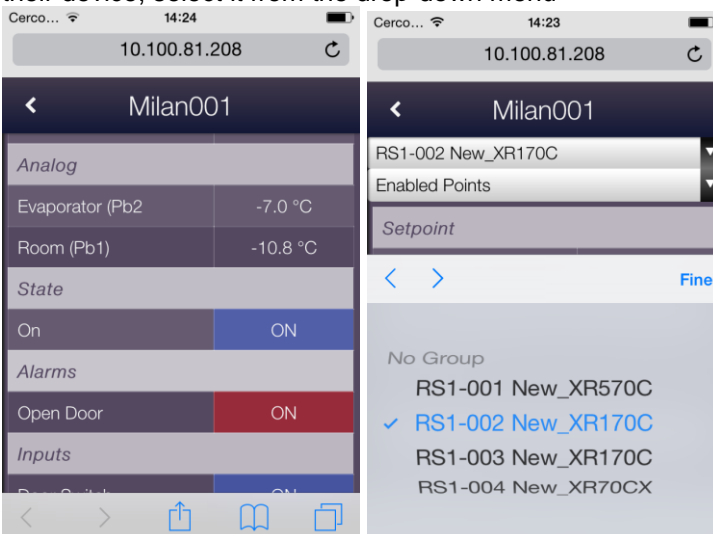 their device, select it from the drop-down menu
Cerco... 14:24
10.100.81.208
Milan001
Analog
Evaporator (Pb2 -7.0 °C
Room (Pb1) -10.8 °C
State
On ON
Alarms
Open Door ON
Inputs
Door Switch ON
Cerco... 14:23
10.100.81.208
Milan001
RS1-002 New_XR170C
Enabled Points
Setpoint
Fine
No Group
RS1-001 New_XR570C
RS1-002 New_XR170C
RS1-003 New_XR170C
RS1-004 New_XR70CX